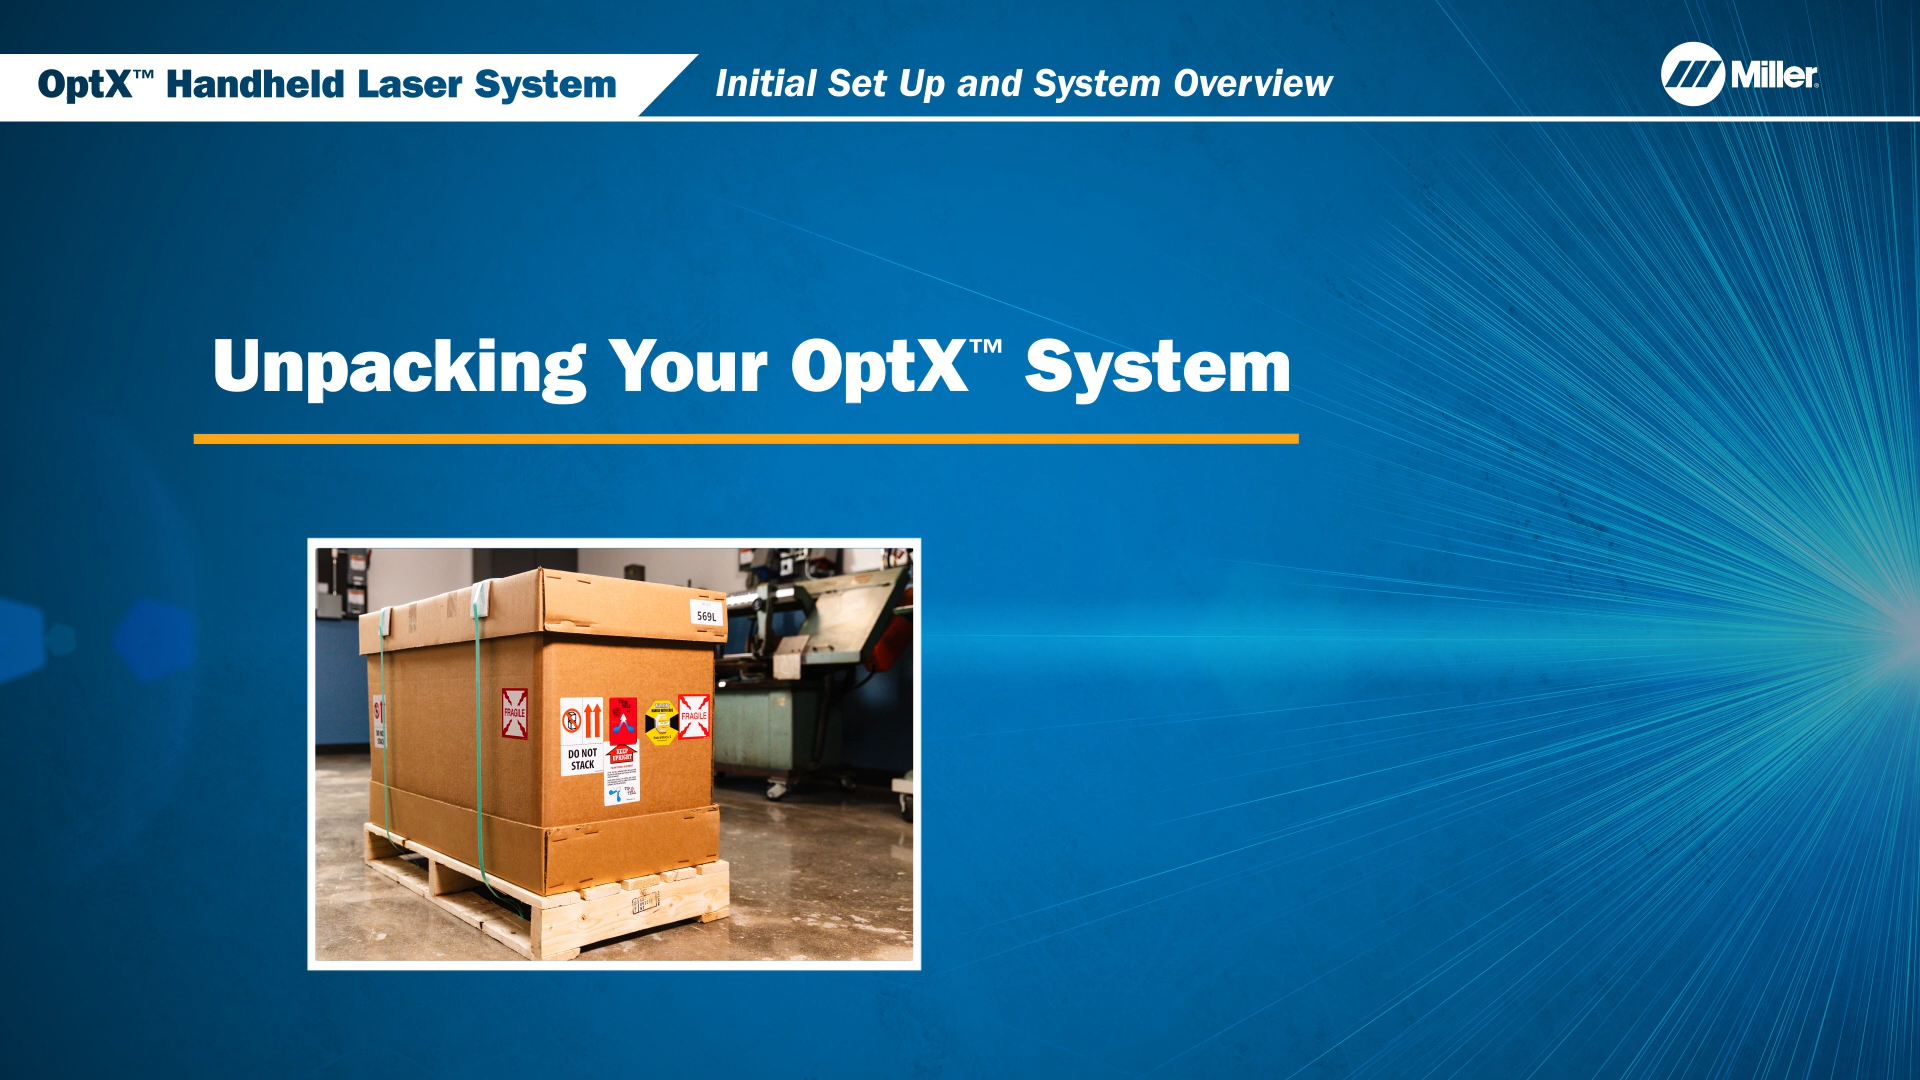 OptX™ Handheld Laser System
Initial Set Up and System Overview
Miller®
Unpacking Your OptX™ System
569L
FRAGILE
FRAGILE
DO NOT
STACK
KEEP
UPRIGHT